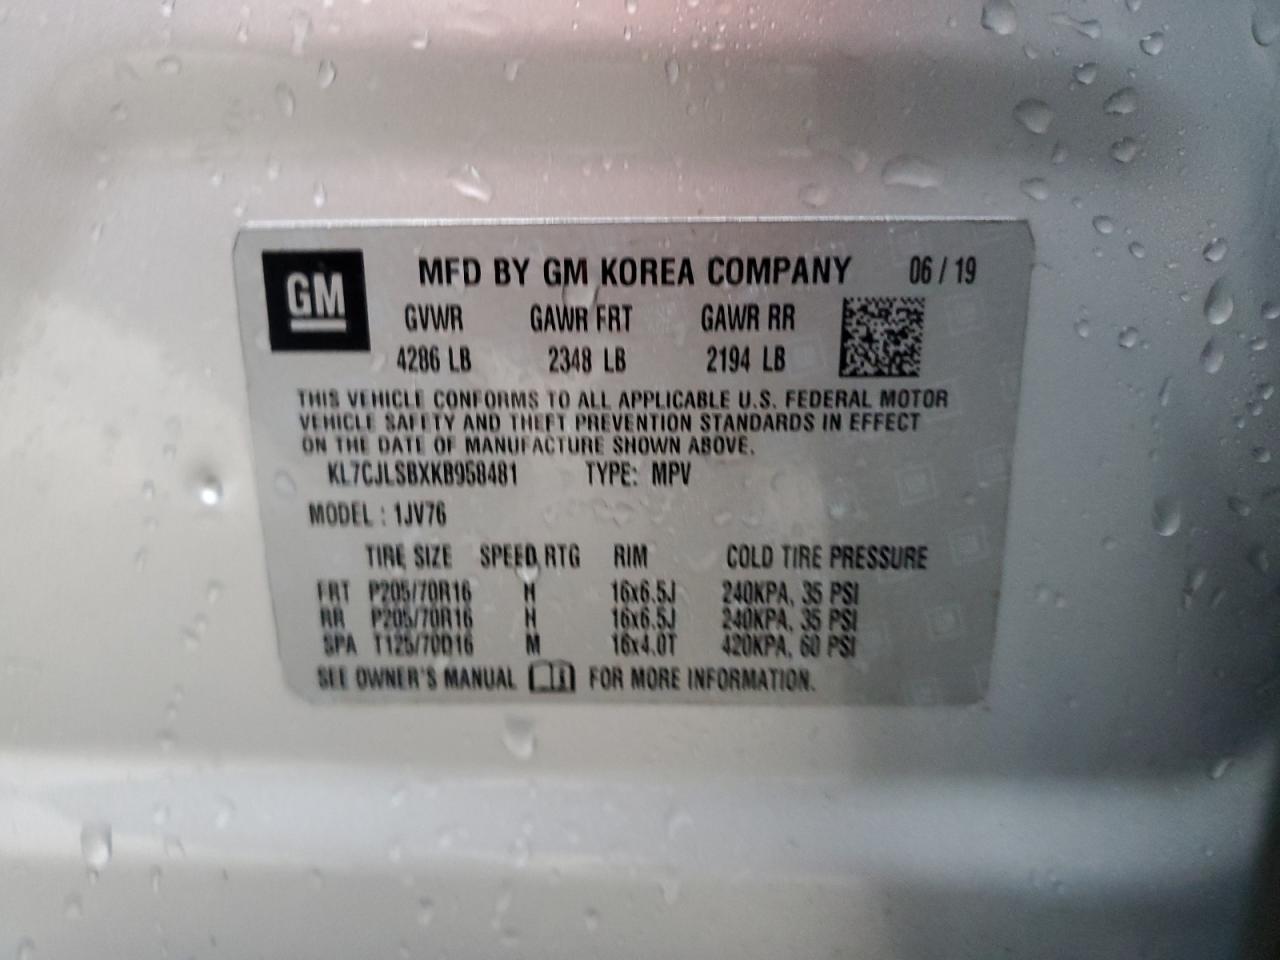 GM
MFD BY GM KOREA COMPANY 06 / 19
GVWR GAWR FRT GAWR RR
4286 LB 2348 LB 2194 LB
THIS VEHICLE CONFORMS TO ALL APPLICABLE U.S. FEDERAL MOTOR
VEHICLE SAFETY AND THEFT PREVENTION STANDARDS IN EFFECT
ON THE DATE OF MANUFACTURE SHOWN ABOVE.
KL7CJLSBXKB958481 TYPE: MPV
MODEL : 1JV76
TIRE SIZE SPEED RTG RIM COLD TIRE PRESSURE
FRT P205/70R16 H 16x6.5J 240KPA, 35 PSI
RR P205/70R16 H 16x6.5J 240KPA, 35 PSI
SPA T125/70D16 M 16x4.0T 420KPA, 60 PSI
SEE OWNER'S MANUAL FOR MORE INFORMATION.